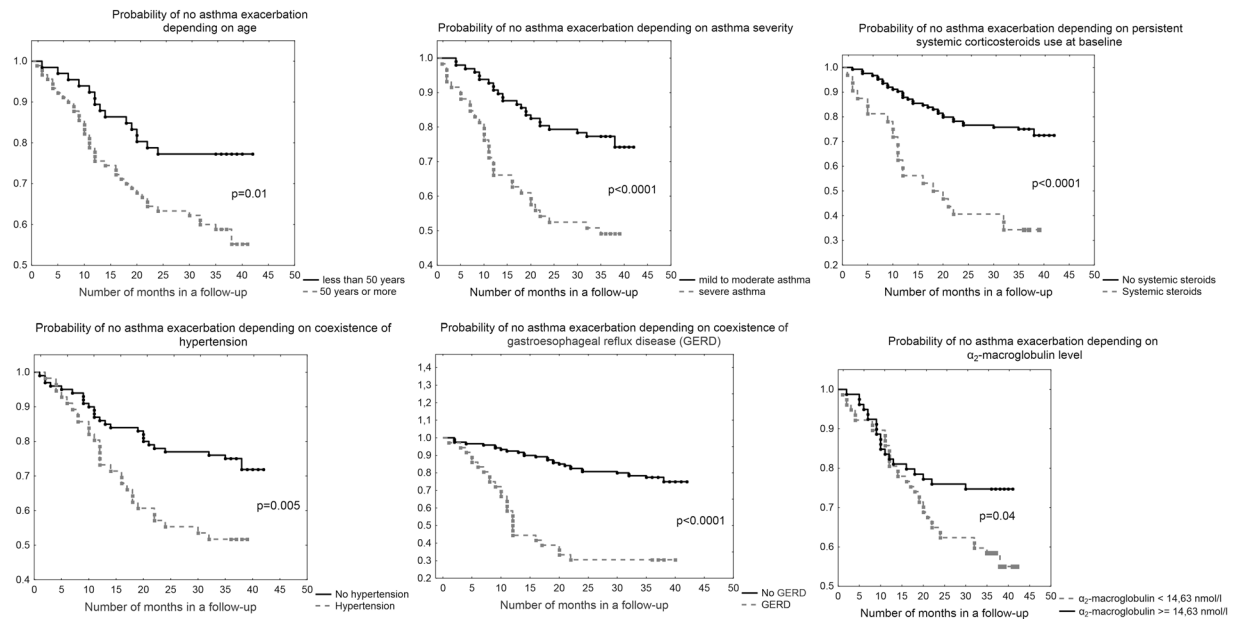 Probability of no asthma exacerbation
depending on age
1.0
0.9
0.8
0.7
0.6
0.5
p=0.01
0 5 10 15 20 25 30 35 40 45 50
Number of months in a follow-up
less than 50 years
50 years or more
Probability of no asthma exacerbation depending on asthma severity
1.0
0.9
0.8
0.7
0.6
0.5
0.4
p<0.0001
0 5 10 15 20 25 30 35 40 45 50
Number of months in a follow-up
mild to moderate asthma
severe asthma
Probability of no asthma exacerbation depending on persistent
systemic corticosteroids use at baseline
1.0
0.9
0.8
0.7
0.6
0.5
0.4
0.3
0.2
p<0.0001
0 5 10 15 20 25 30 35 40 45 50
Number of months in a follow-up
No systemic steroids
Systemic steroids
Probability of no asthma exacerbation depending on coexistence of
hypertension
1.0
0.9
0.8
0.7
0.6
0.5
0.4
p=0.005
0 5 10 15 20 25 30 35 40 45 50
Number of months in a follow-up
No hypertension
Hypertension
Probability of no asthma exacerbation depending on coexistence of
gastroesophageal reflux disease (GERD)
1,4
1,3
1,2
1.0
0.9
0.8
0.7
0.6
0.5
0.4
0.3
0.2
p<0.0001
0 5 10 15 20 25 30 35 40 45 50
Number of months in a follow-up
No GERD
GERD
Probability of no asthma exacerbation depending on
α₂-macroglobulin level
1.0
0.9
0.8
0.7
0.6
0.5
p=0.04
0 5 10 15 20 25 30 35 40 45 50
Number of months in a follow-up
α₂-macroglobulin < 14,63 nmol/l
α₂-macroglobulin >= 14,63 nmol/l